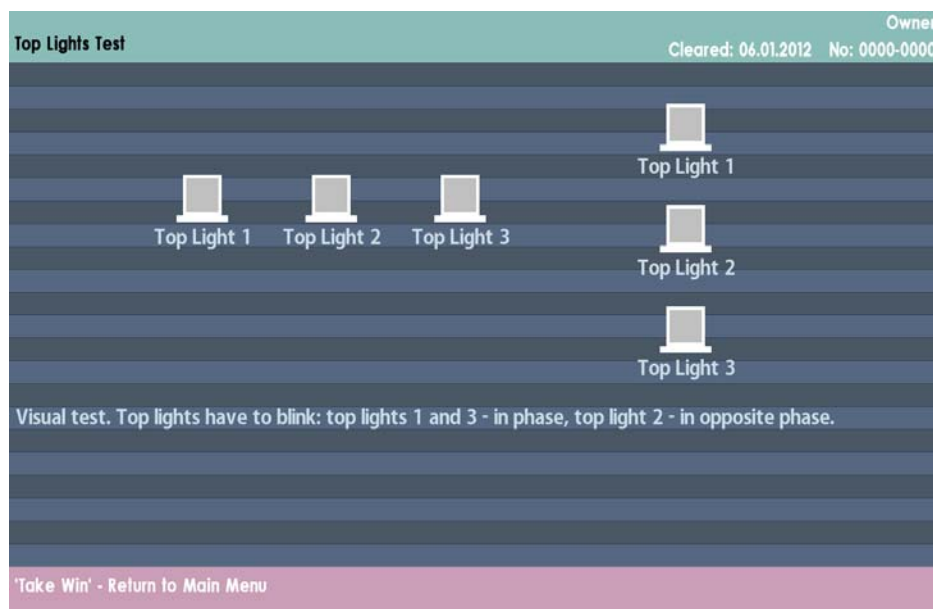 Owner
Top Lights Test
Cleared: 06.01.2012 No: 0000-0000
Top Light 1
Top Light 1 Top Light 2 Top Light 3
Top Light 2
Top Light 3
Visual test. Top lights have to blink: top lights 1 and 3 - in phase, top light 2 - in opposite phase.
'Take Win' - Return to Main Menu